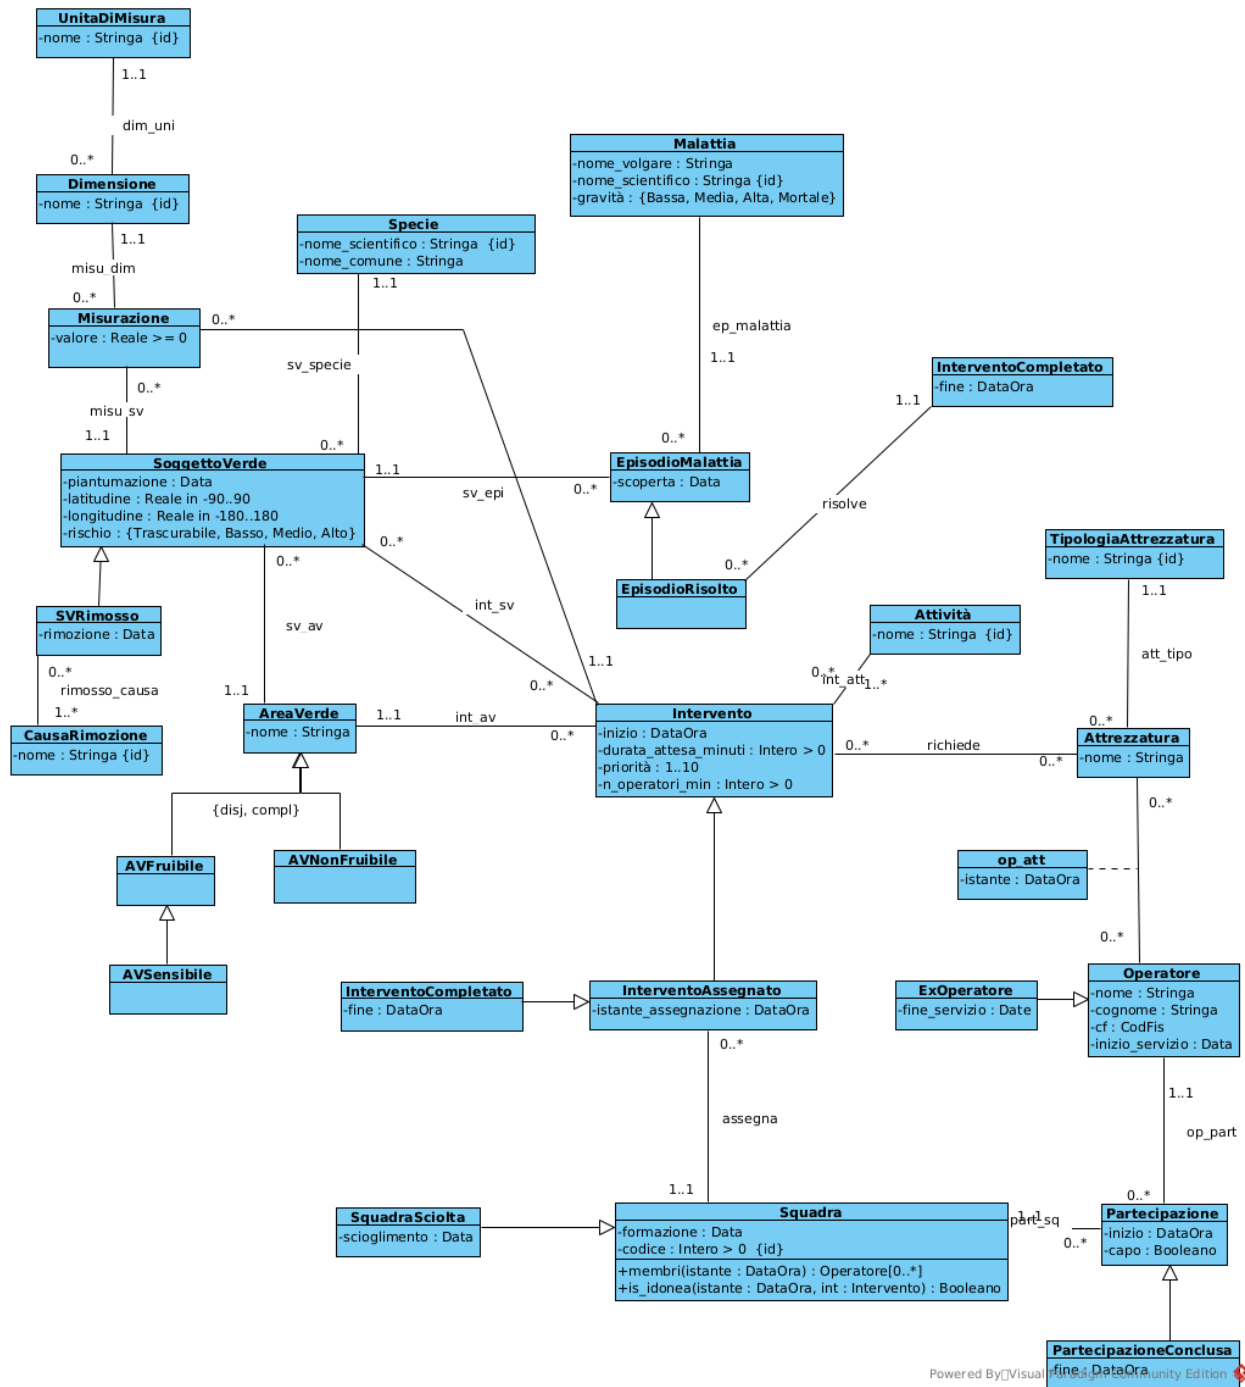 UnitaDiMisura
-nome : Stringa {id}
1..1
dim_uni
0..*
Dimensione
-nome : Stringa {id}
1..1
misu_dim
0..*
Misurazione
-valore : Reale >= 0
0..*
0..*
misu_sv
1..1
Specie
-nome_scientifico : Stringa {id}
-nome_comune : Stringa
1..1
sv_specie
0..*
Malattia
-nome_volgare : Stringa
-nome_scientifico : Stringa {id}
-gravità : {Bassa, Media, Alta, Mortale}
ep_malattia
1..1
0..*
InterventoCompletato
-fine : DataOra
1..1
risolve
0..*
SoggettoVerde
-piantumazione : Data
-latitudine : Reale in -90..90
-longitudine : Reale in -180..180
-rischio : {Trascurabile, Basso, Medio, Alto}
1..1
sv_epi
0..*
EpisodioMalattia
-scoperta : Data
EpisodioRisolto
TipologiaAttrezzatura
-nome : Stringa {id}
1..1
att_tipo
0..*
SVRimosso
-rimozione : Data
0..*
rimosso_causa
1..*
CausaRimozione
-nome : Stringa {id}
0..*
sv_av
1..1
0..*
int_sv
0..*
1..1
Attività
-nome : Stringa {id}
0..*
int_att
1..*
AreaVerde
-nome : Stringa
1..1
int_av
0..*
Intervento
-inizio : DataOra
-durata_attesa_minuti : Intero > 0
-priorità : 1..10
-n_operatori_min : Intero > 0
0..*
richiede
0..*
Attrezzatura
-nome : Stringa
0..*
{disj, compl}
AVFruibile
AVNonFruibile
AVSensibile
op_att
-istante : DataOra
0..*
InterventoCompletato
-fine : DataOra
InterventoAssegnato
-istante_assegnazione : DataOra
0..*
assegna
1..1
ExOperatore
-fine_servizio : Date
Operatore
-nome : Stringa
-cognome : Stringa
-cf : CodFis
-inizio_servizio : Data
1..1
op_part
0..*
SquadraSciolta
-scioglimento : Data
Squadra
-formazione : Data
-codice : Intero > 0 {id}
+membri(istante : DataOra) : Operatore[0..*]
+is_idonea(istante : DataOra, int : Intervento) : Booleano
1..1
part_sq
0..*
Partecipazione
-inizio : DataOra
-capo : Booleano
PartecipazioneConclusa
-fine : DataOra
Powered By Visual Paradigm Community Edition